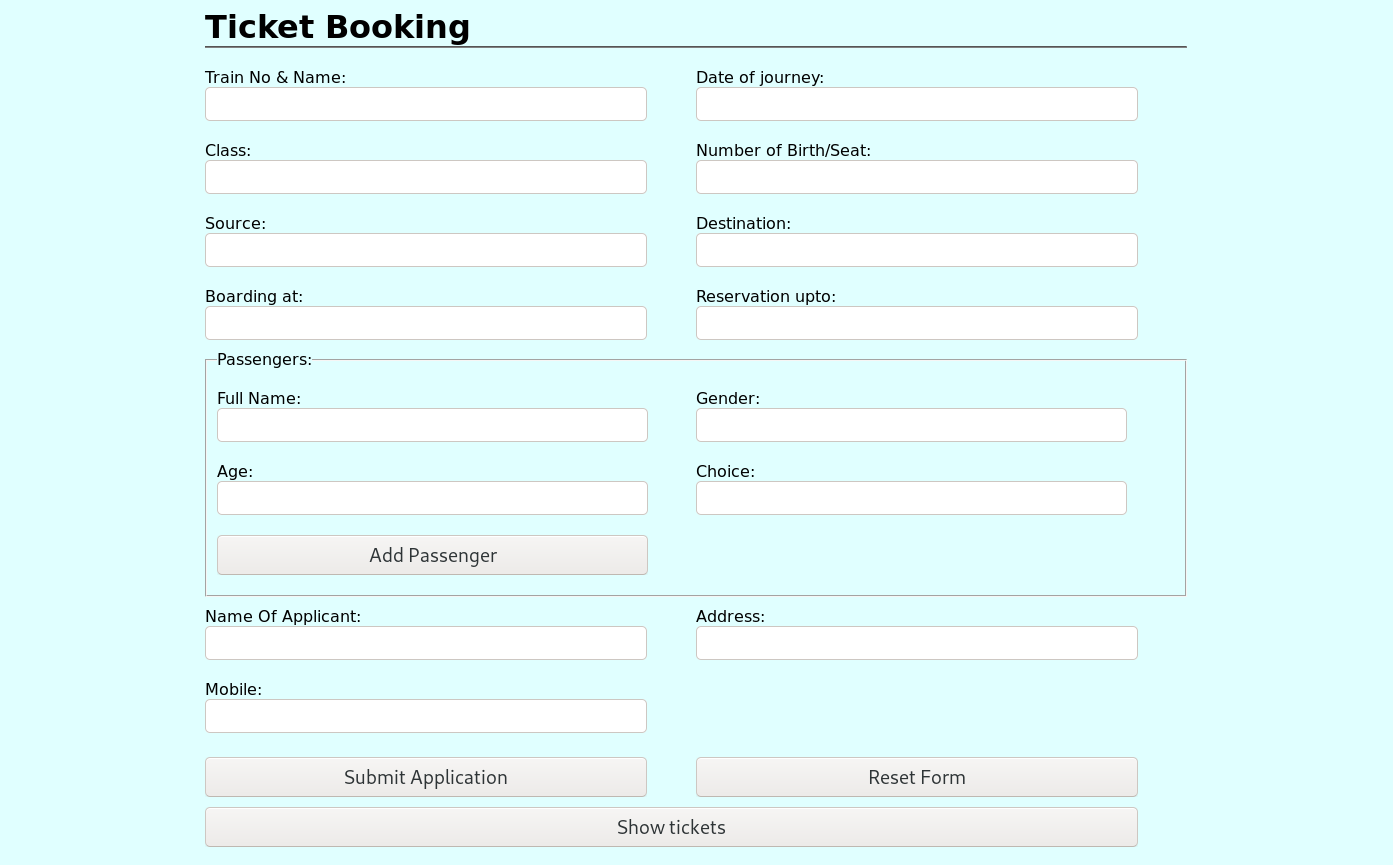 Ticket Booking
Train No & Name:
Date of journey:
Class:
Number of Birth/Seat:
Source:
Destination:
Boarding at:
Reservation upto:
Passengers:
Full Name:
Gender:
Age:
Choice:
Add Passenger
Name Of Applicant:
Address:
Mobile:
Submit Application
Reset Form
Show tickets